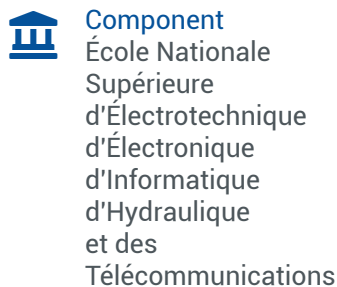 Component
École Nationale
Supérieure
d'Électrotechnique
d'Électronique
d'Informatique
d'Hydraulique
et des
Télécommunications